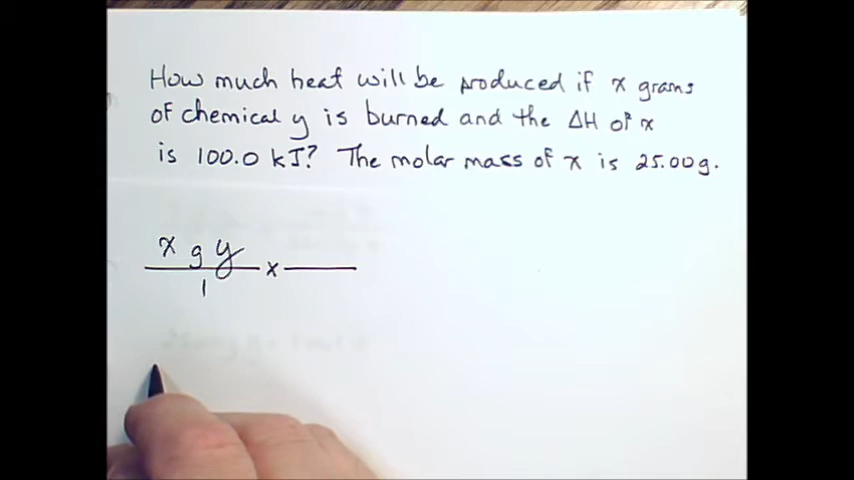 How much heat will be produced if x grams
of chemical y is burned and the ΔH of x
is 100.0 kJ? The molar mass of x is 25.00g.
x g y
x
1